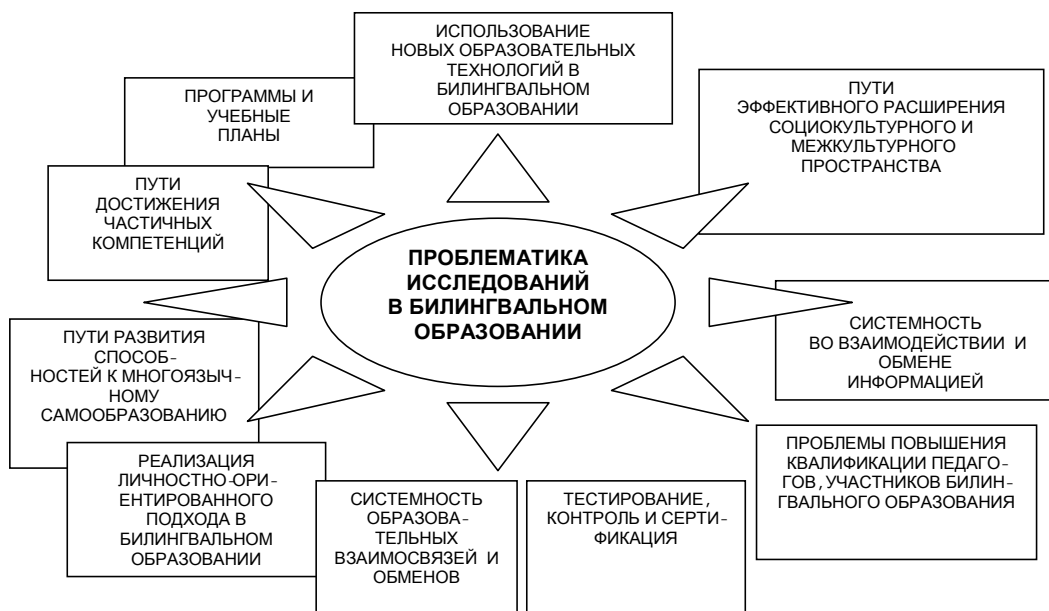 ИСПОЛЬЗОВАНИЕ
НОВЫХ ОБРАЗОВАТЕЛЬНЫХ
ТЕХНОЛОГИЙ В
БИЛИНГВАЛЬНОМ
ОБРАЗОВАНИИ
ПРОГРАММЫ И
УЧЕБНЫЕ
ПЛАНЫ
ПУТИ
ЭФФЕКТИВНОГО РАСШИРЕНИЯ
СОЦИОКУЛЬТУРНОГО И
МЕЖКУЛЬТУРНОГО
ПРОСТРАНСТВА
ПУТИ
ДОСТИЖЕНИЯ
ЧАСТИЧНЫХ
КОМПЕТЕНЦИЙ
ПРОБЛЕМАТИКА
ИССЛЕДОВАНИЙ
В БИЛИНГВАЛЬНОМ
ОБРАЗОВАНИИ
ПУТИ РАЗВИТИЯ
СПОСОБ-
НОСТЕЙ К МНОГОЯЗЫЧ-
НОМУ
САМООБРАЗОВАНИЮ
СИСТЕМНОСТЬ
ВО ВЗАИМОДЕЙСТВИИ И
ОБМЕНЕ
ИНФОРМАЦИЕЙ
РЕАЛИЗАЦИЯ
ЛИЧНОСТНО-ОРИ-
ЕНТИРОВАННОГО
ПОДХОДА В
БИЛИНГВАЛЬНОМ
ОБРАЗОВАНИИ
СИСТЕМНОСТЬ
ОБРАЗОВА-
ТЕЛЬНЫХ
ВЗАИМОСВЯЗЕЙ И
ОБМЕНОВ
ТЕСТИРОВАНИЕ,
КОНТРОЛЬ И СЕРТИ-
ФИКАЦИЯ
ПРОБЛЕМЫ ПОВЫШЕНИЯ
КВАЛИФИКАЦИИ ПЕДАГО-
ГОВ, УЧАСТНИКОВ БИЛИН-
ГВАЛЬНОГО ОБРАЗОВАНИЯ